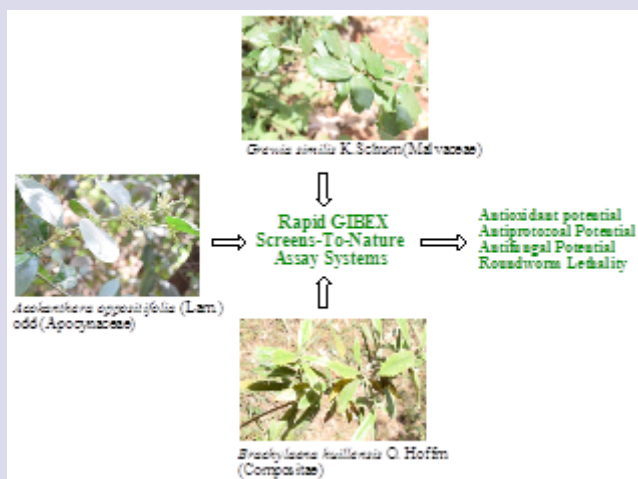 Grewia similis K.Schum(Malvaceae)
Rapid GIBEX
Screens-To-Nature
Assay Systems
Antioxidant potential
Antiprotozoal Potential
Antifungal Potential
Roundworm Lethality
Acokanthera oppositifolia (Lam.)
odd (Apocynaceae)
Brachylaena huillensis O. Hoffm
(Compositae)